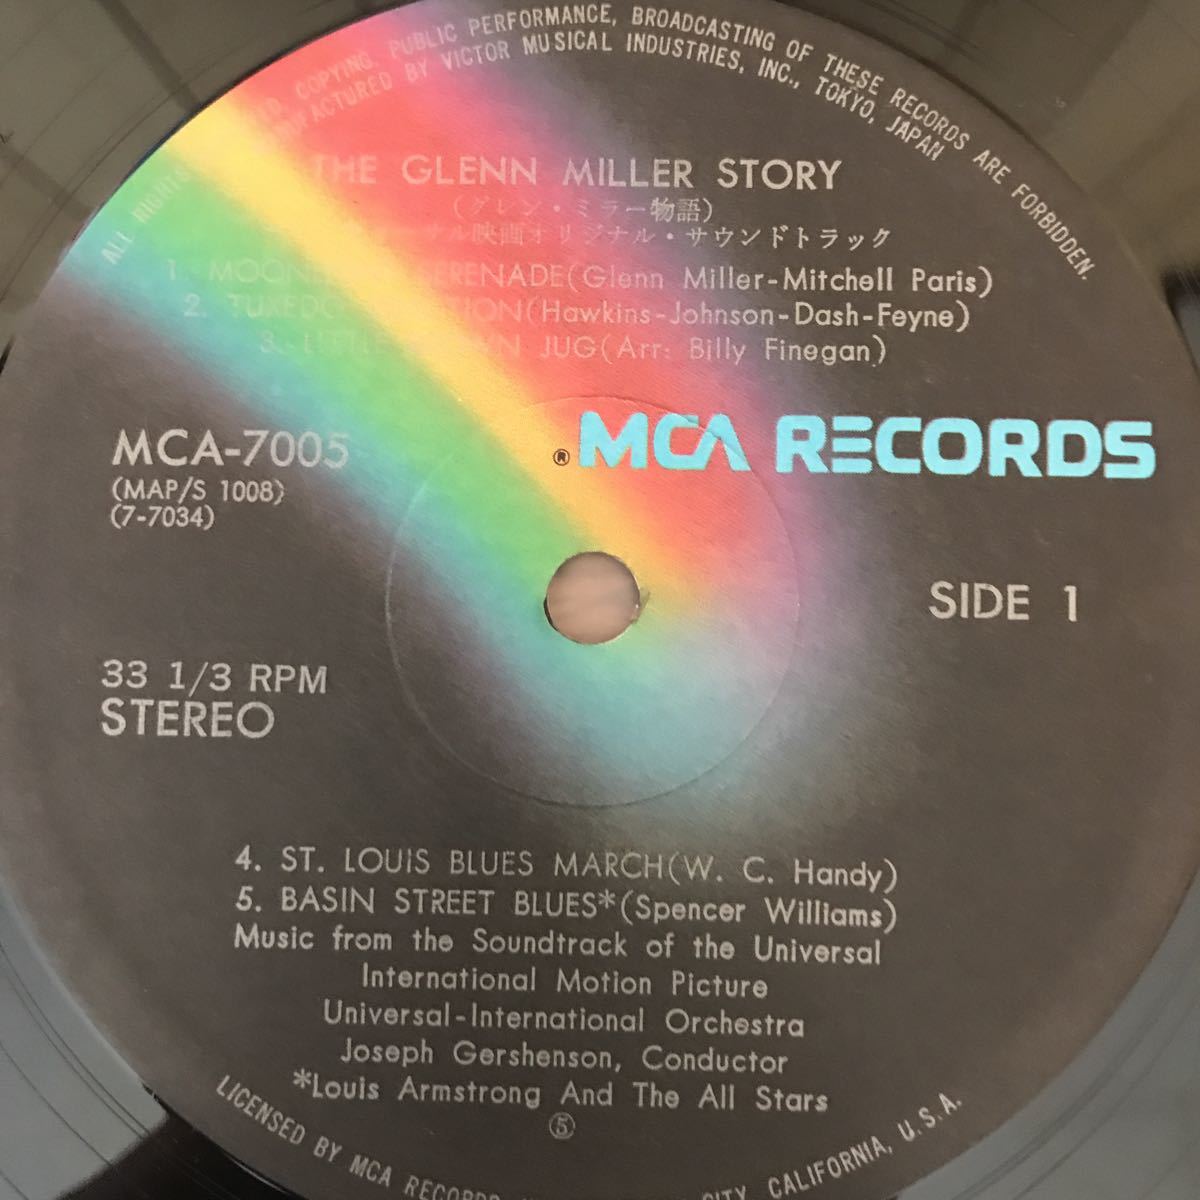 ALL RIGHTS COPYING, PUBLIC PERFORMANCE, BROADCASTING OF THESE RECORDS ARE FORBIDDEN.
BY VICTOR MUSICAL INDUSTRIES, INC., TOKYO, JAPAN
THE GLENN MILLER STORY
(グレン・ミラー物語)
映画オリジナル・サウンドトラック
1. SERENADE(Glenn Miller-Mitchell Paris)
2. TUXEDO (Hawkins-Johnson-Dash-Feyne)
3. LITTLE JUG(Arr: Billy Finegan)
® MCA RECORDS
MCA-7005
(MAP/S 1008)
(7-7034)
SIDE 1
33 1/3 RPM
STEREO
4. ST. LOUIS BLUES MARCH(W. C. Handy)
5. BASIN STREET BLUES*(Spencer Williams)
Music from the Soundtrack of the Universal
International Motion Picture
Universal-International Orchestra
Joseph Gershenson, Conductor
*Louis Armstrong And The All Stars
⑤
LICENSED BY MCA RECORDS CITY, CALIFORNIA, U.S.A.